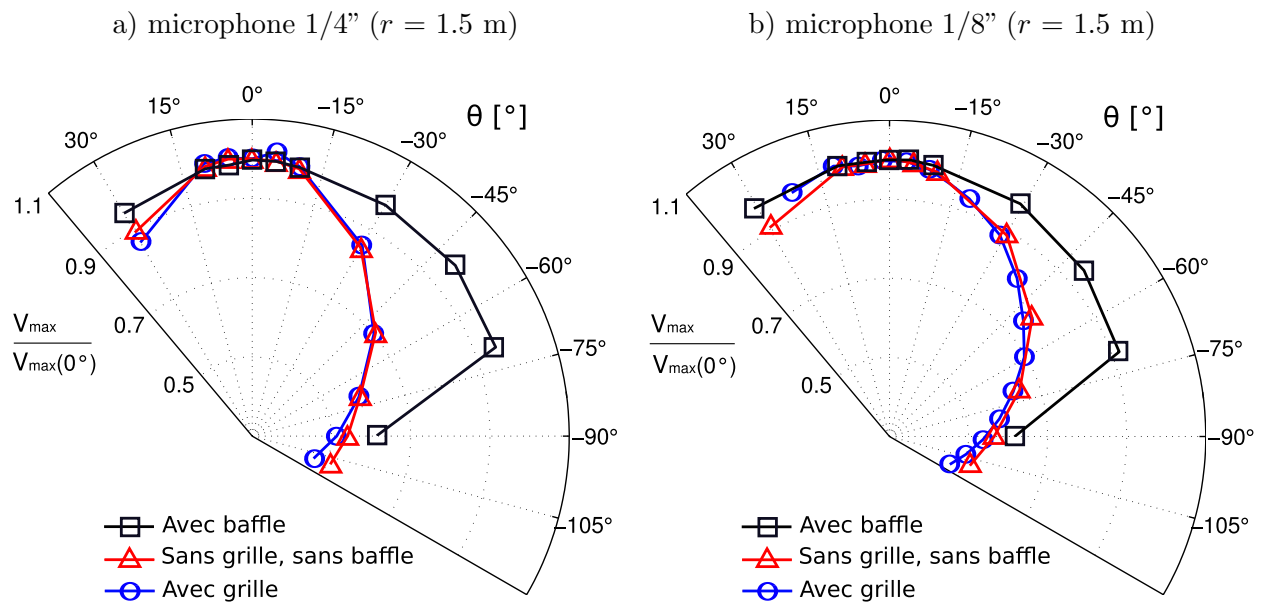 a) microphone 1/4” (r = 1.5 m)
0°
15°
−15°
30°
−30°
θ [°]
−45°
−60°
−75°
−90°
−105°
1.1
0.9
0.7
0.5
Vmax
Vmax(0°)
Avec baffle
Sans grille, sans baffle
Avec grille
b) microphone 1/8” (r = 1.5 m)
0°
15°
−15°
30°
−30°
θ [°]
−45°
−60°
−75°
−90°
−105°
1.1
0.9
0.7
0.5
Vmax
Vmax(0°)
Avec baffle
Sans grille, sans baffle
Avec grille